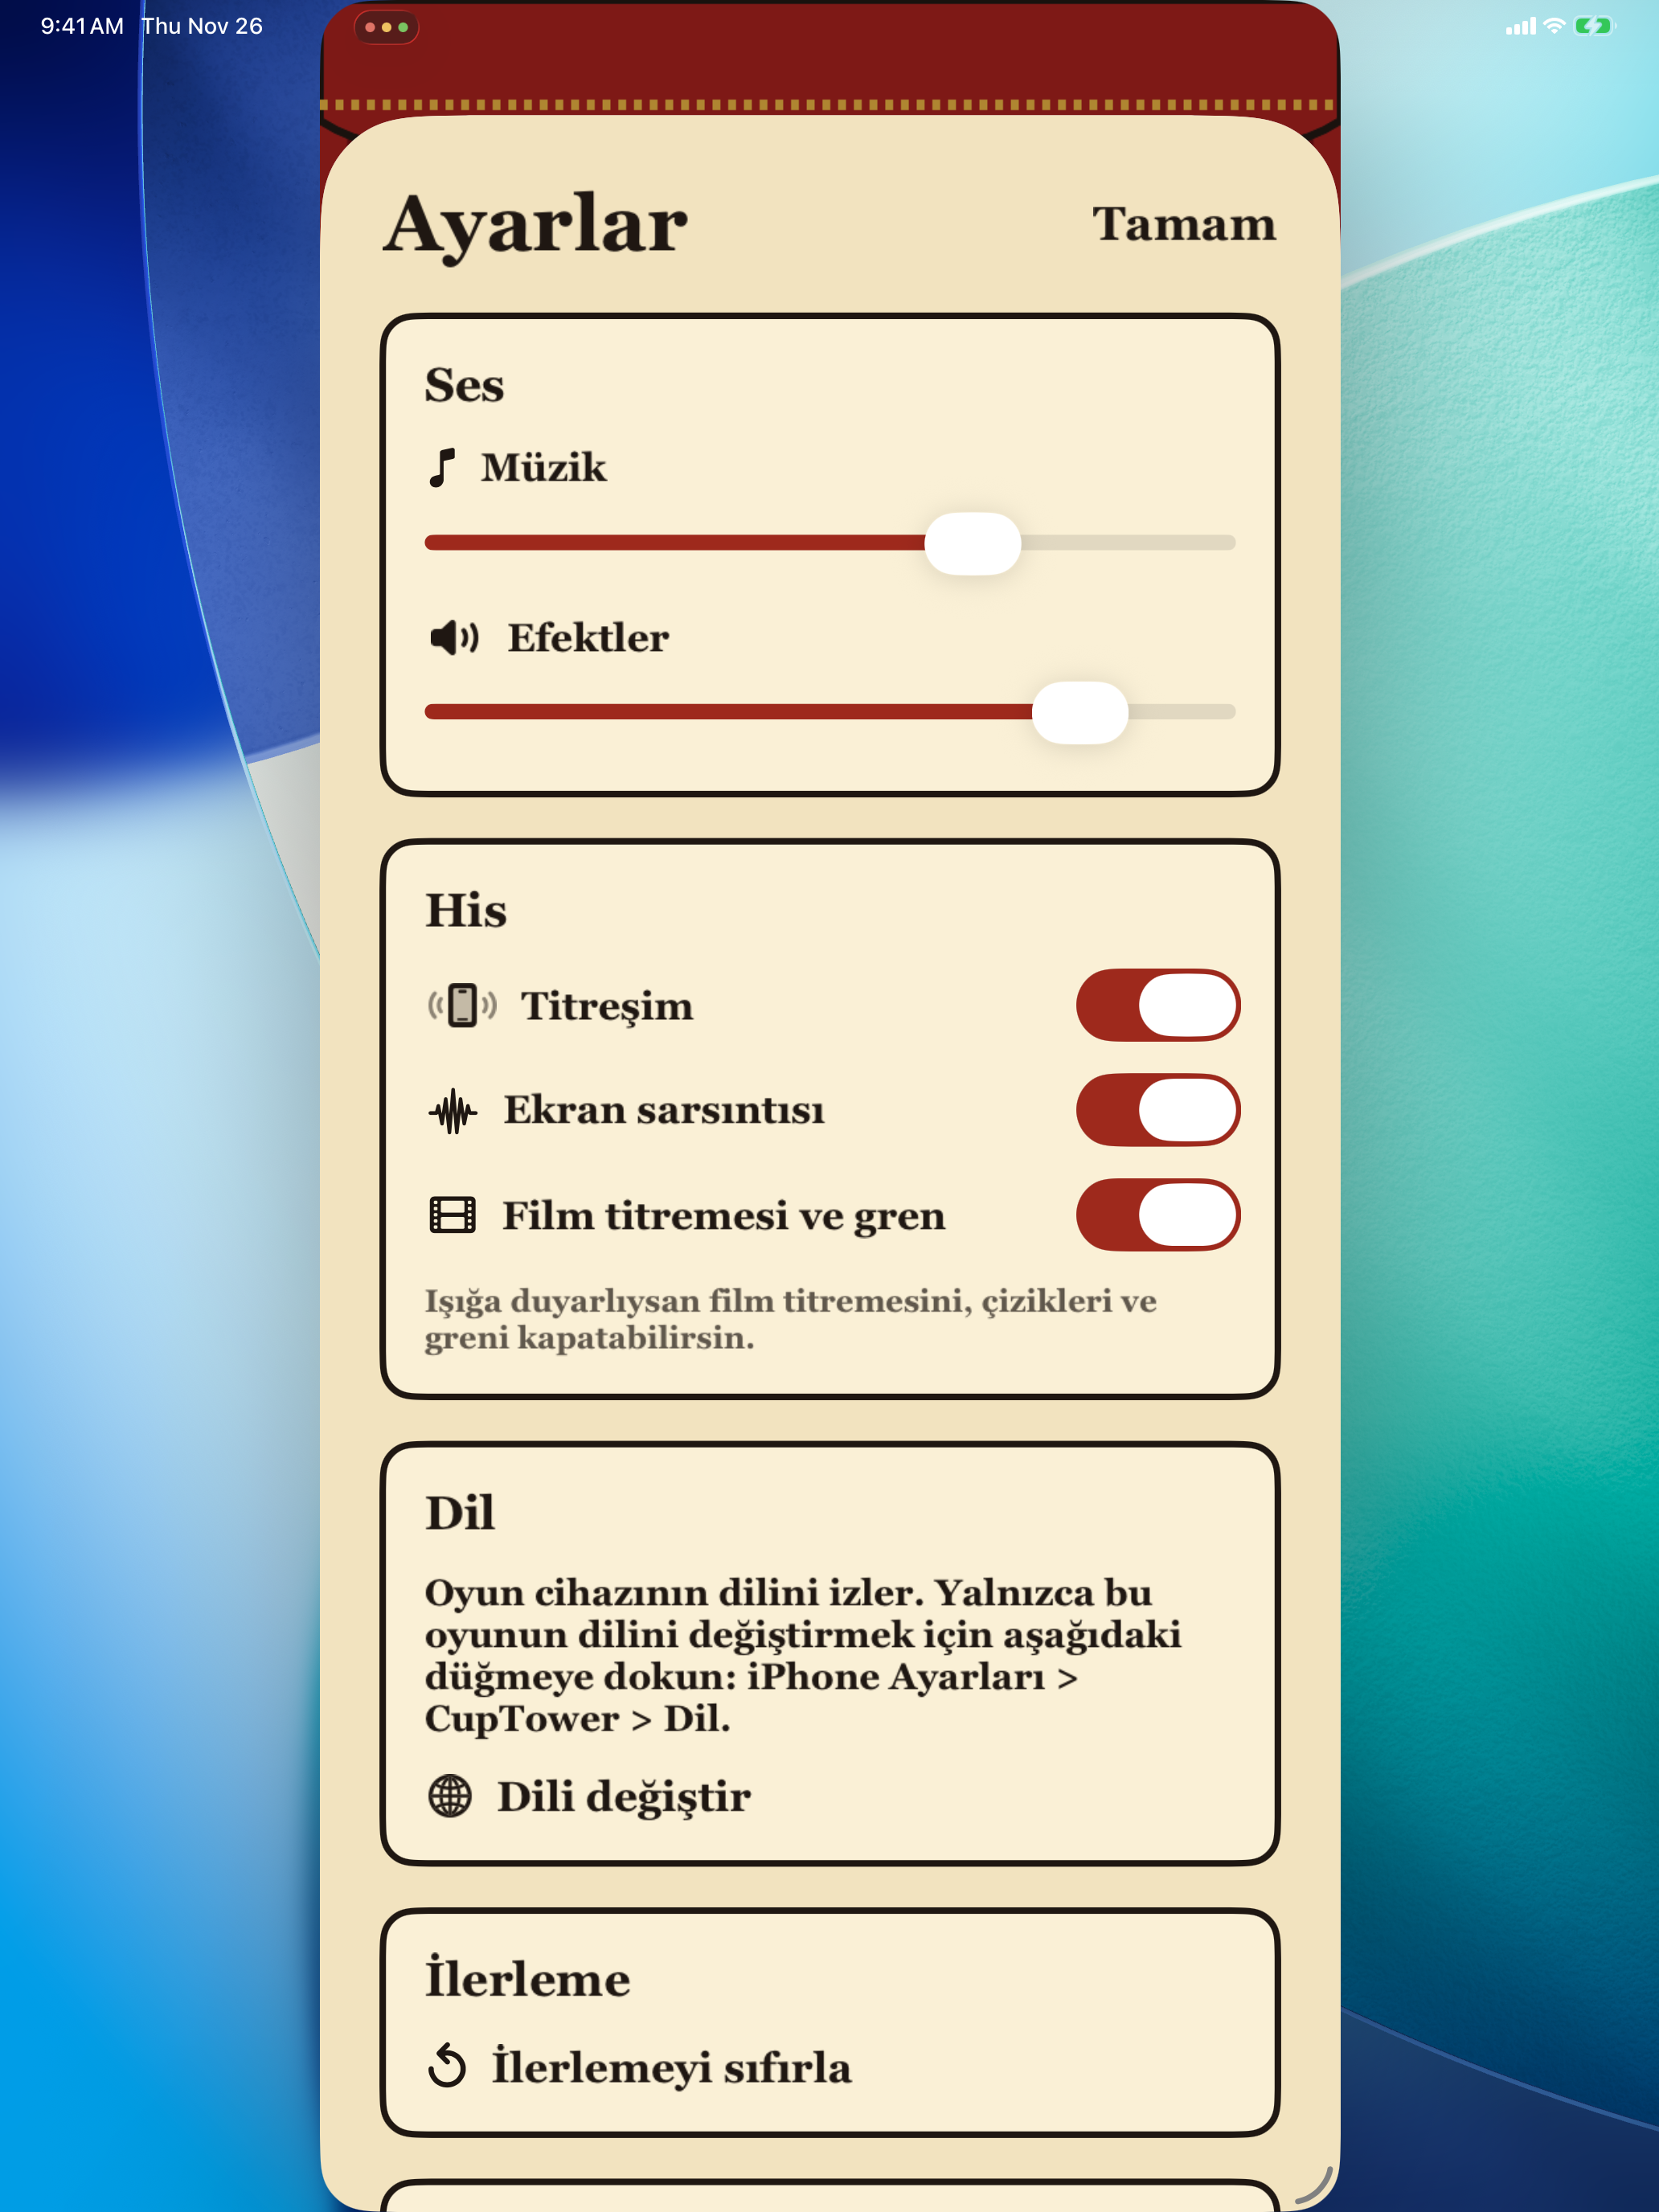 9:41 AM Thu Nov 26
Ayarlar
Tamam
Ses
Müzik
Efektler
His
Titreşim
Ekran sarsıntısı
Film titremesi ve gren
Işığa duyarlıysan film titremesini, çizikleri ve
greni kapatabilirsin.
Dil
Oyun cihazının dilini izler. Yalnızca bu
oyunun dilini değiştirmek için aşağıdaki
düğmeye dokun: iPhone Ayarları >
CupTower > Dil.
Dili değiştir
İlerleme
İlerlemeyi sıfırla